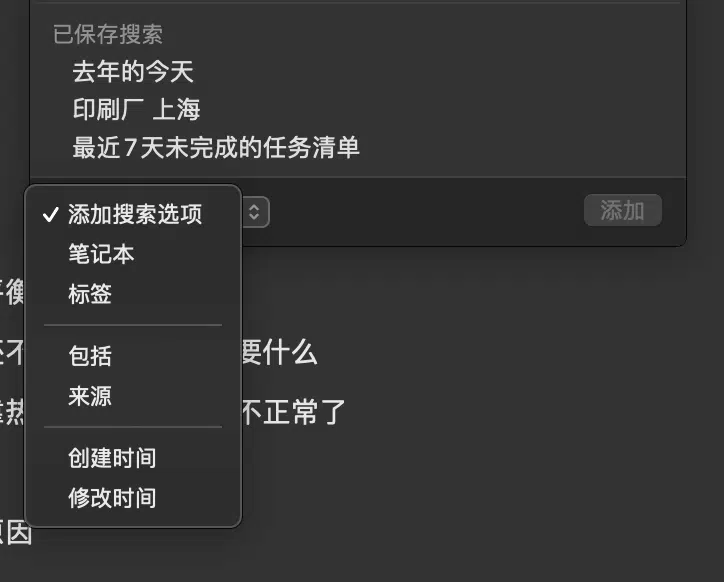 已保存搜索
去年的今天
印刷厂 上海
最近7天未完成的任务清单
添加搜索选项
添加
笔记本
标签
包括
要什么
来源
不正常了
创建时间
修改时间
因